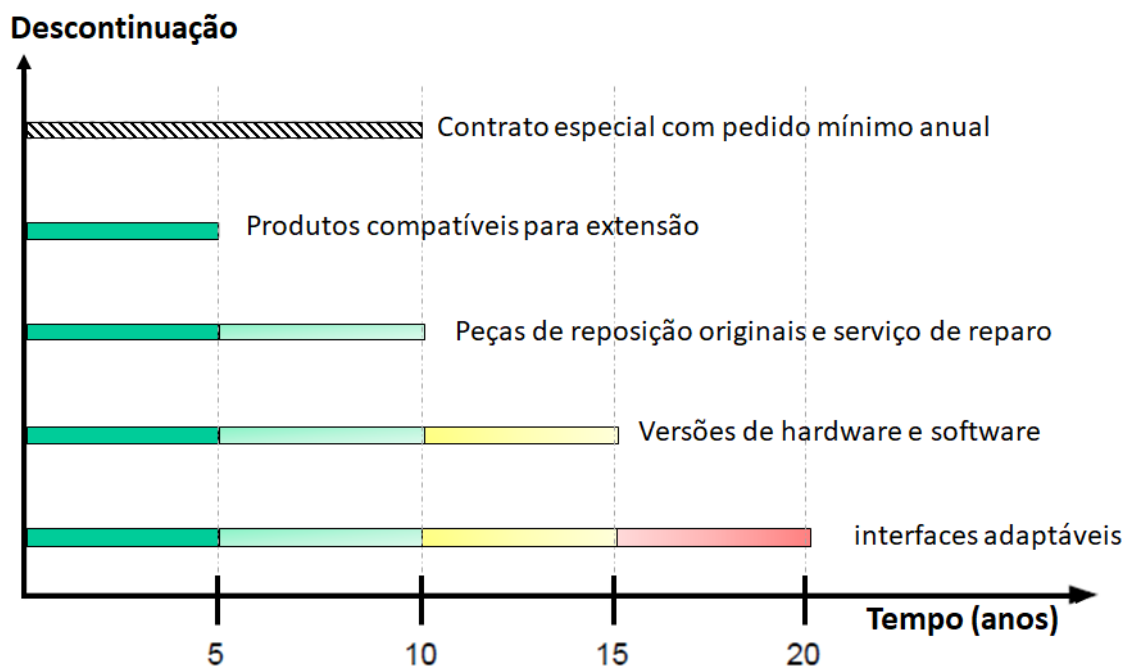 Descontinuação
Contrato especial com pedido mínimo anual
Produtos compatíveis para extensão
Peças de reposição originais e serviço de reparo
Versões de hardware e software
interfaces adaptáveis
Tempo (anos)
5 10 15 20